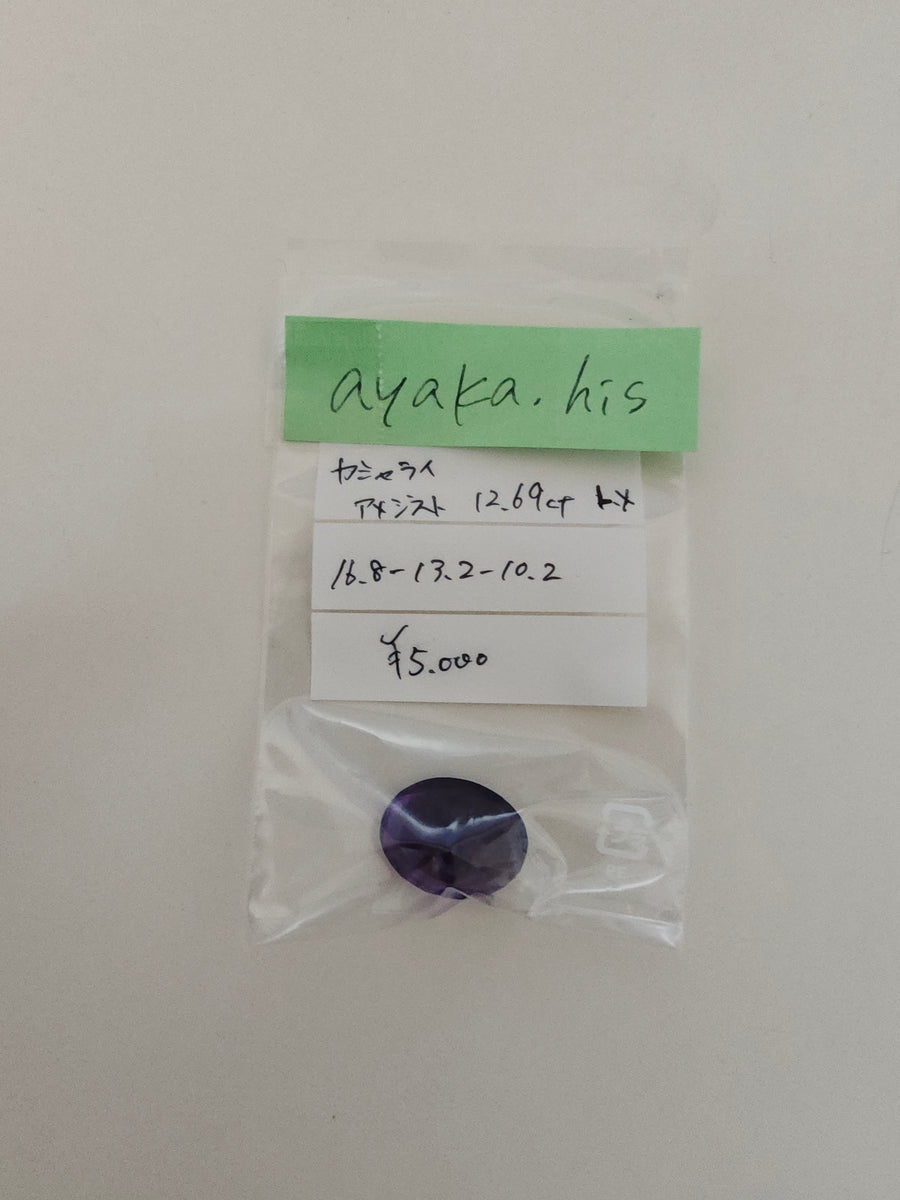 ayaka.his
カシャライ
アメジスト 12.69ct
16.8-13.2-10.2
¥5.000